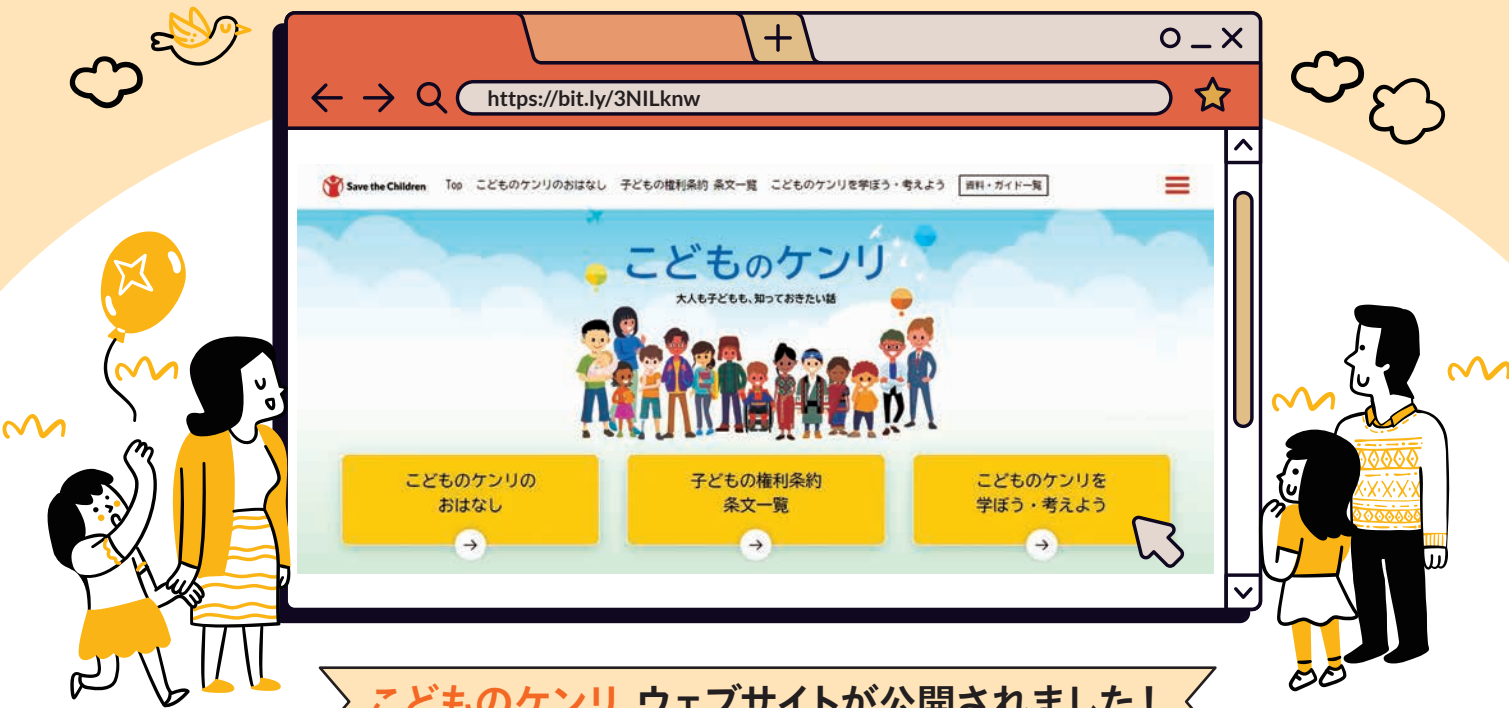 https://bit.ly/3NILknw
Save the Children Top こどものケンリのおはなし 子どもの権利条約 条文一覧 こどものケンリを学ぼう・考えよう 資料・ガイド一覧
こどものケンリ
大人も子どもも、知っておきたい話
こどものケンリの
おはなし
子どもの権利条約
条文一覧
こどものケンリを
学ぼう・考えよう
こどものケンリ ウェブサイトが公開されました!